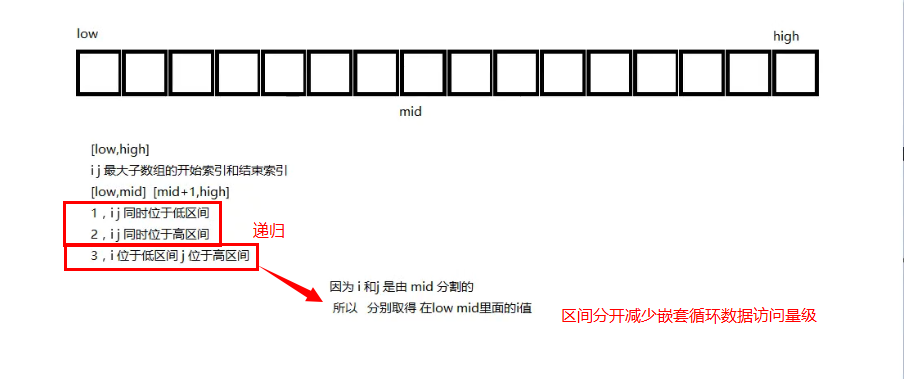 low
high
mid
[low,high]
i j 最大子数组的开始索引和结束索引
[low,mid]  [mid+1,high]
1，i j 同时位于低区间
2，i j 同时位于高区间
递归
3，i 位于低区间 j 位于高区间
因为 i 和j 是由 mid 分割的
所以   分别取得 在low mid里面的i值
区间分开减少嵌套循环数据访问量级